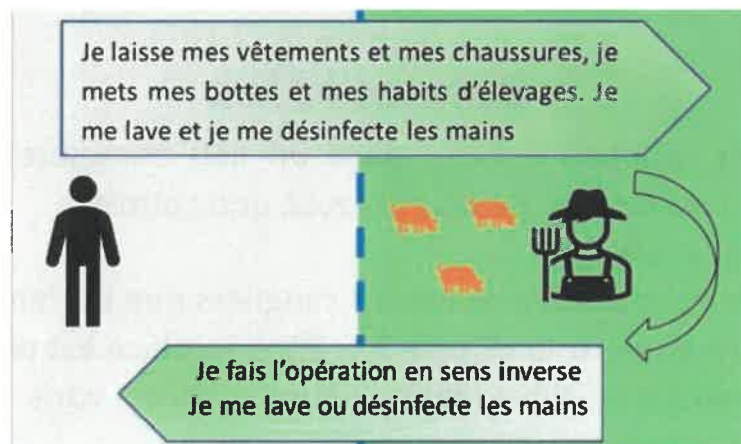 Je laisse mes vêtements et mes chaussures, je
mets mes bottes et mes habits d'élevages. Je
me lave et je me désinfecte les mains
Je fais l'opération en sens inverse
Je me lave ou désinfecte les mains